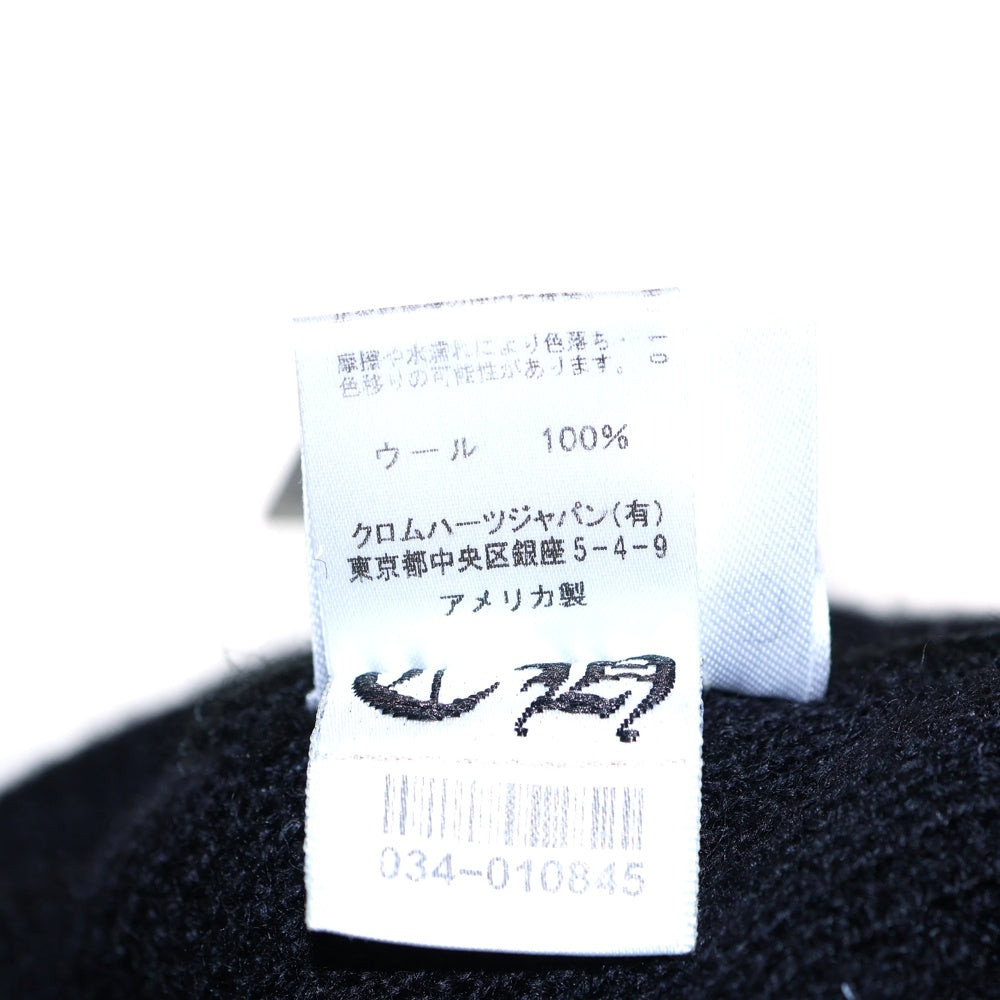 摩擦や水濡れにより色落ち・
色移りの可能性があります。
10
ウール 100%
クロムハーツジャパン(有)
東京都中央区銀座5-4-9
アメリカ製
034-010845